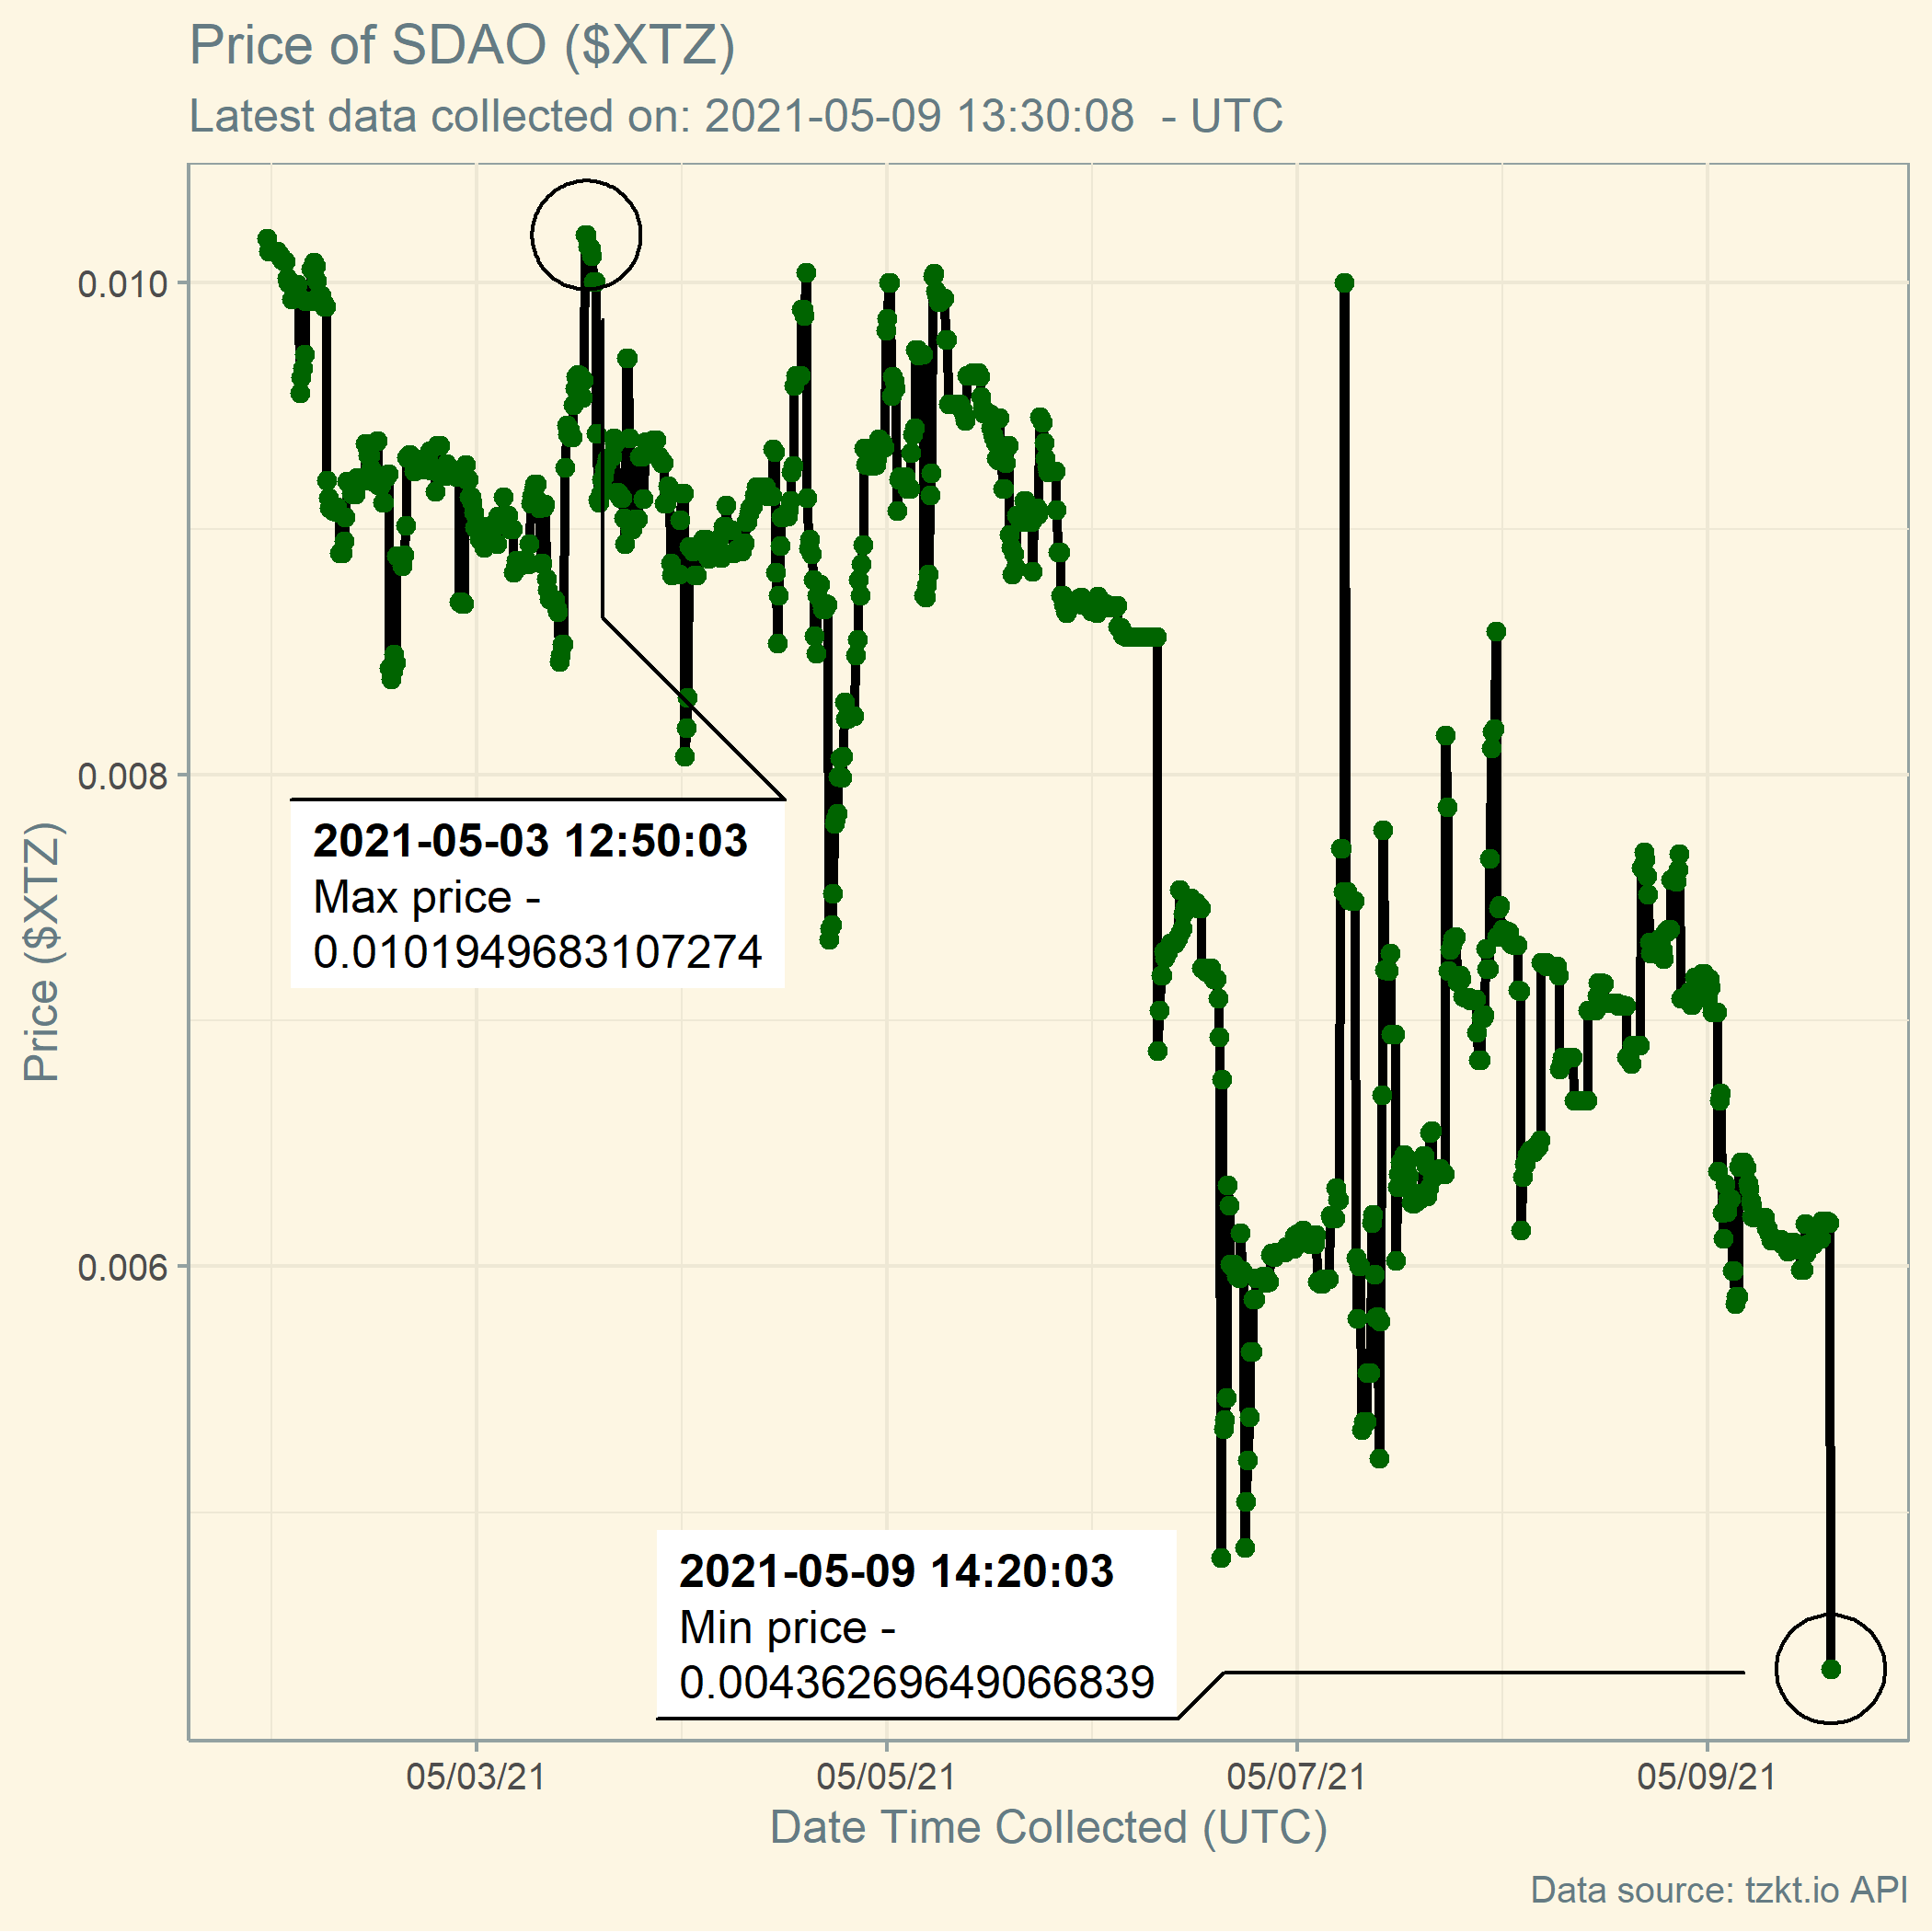 Price of SDAO ($XTZ)
Latest data collected on: 2021-05-09 13:30:08  - UTC
0.010
0.008
0.006
Price ($XTZ)
2021-05-03 12:50:03
Max price -
0.0101949683107274
2021-05-09 14:20:03
Min price -
0.00436269649066839
05/03/21
05/05/21
05/07/21
05/09/21
Date Time Collected (UTC)
Data source: tzkt.io API